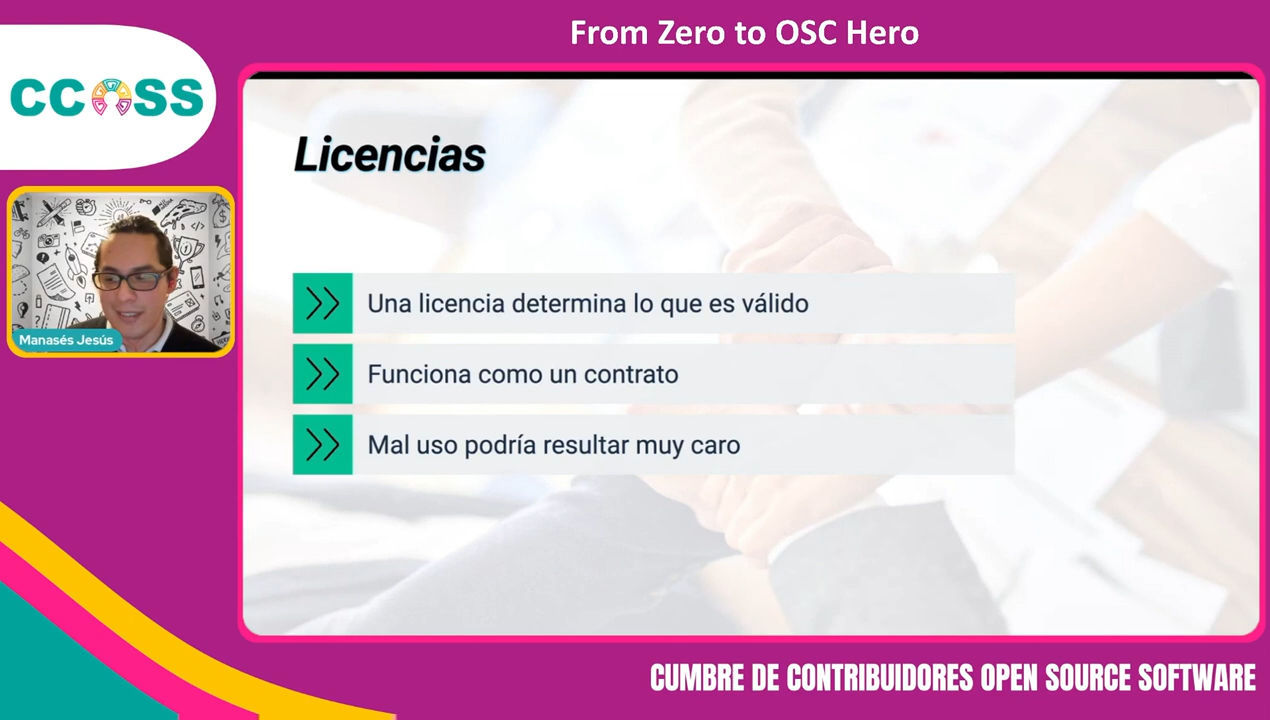 From Zero to OSC Hero
CCOSS
Licencias
Una licencia determina lo que es válido
Funciona como un contrato
Mal uso podría resultar muy caro
Manasés Jesús
CUMBRE DE CONTRIBUIDORES OPEN SOURCE SOFTWARE